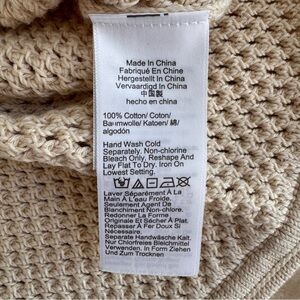 Made In China
Fabriqué En Chine
Hergestellt In China
Vervaardigd In China
中国製
hecho en china
100% Cotton/ Coton/
Baumwolle/ Katoen/ 綿/
algodón
Hand Wash Cold
Separately. Non-chlorine
Bleach Only. Reshape And
Lay Flat To Dry. Iron On
Lowest Setting.
Laver Séparément À La
Main À L'eau Froide.
Seulement Agent De
Blanchiment Non-chlore.
Redonner La Forme
Originale Et Sécher À Plat.
Repasser À Fer Doux Si
Nécessaire.
Separate Handwäsche Kalt.
Nur Chlorfreies Bleichmittel
Verwenden. In Form Ziehen
Und Zum Trocknen